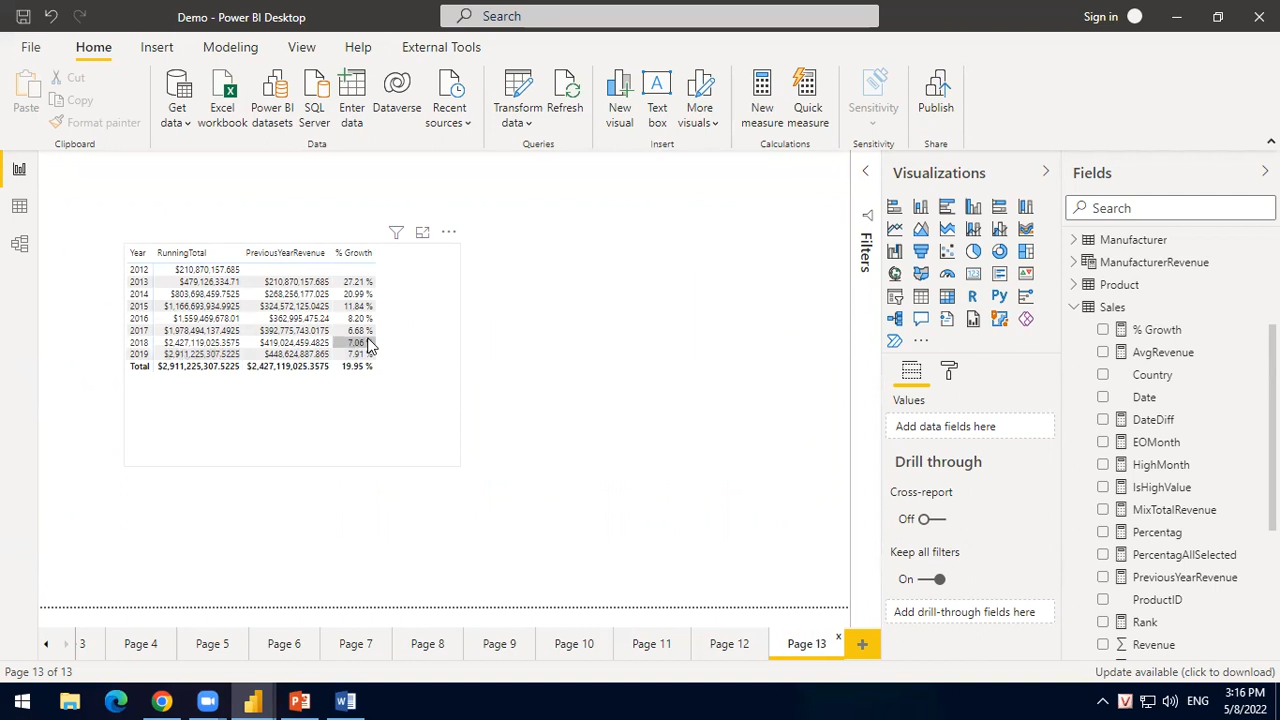 Demo - Power BI Desktop
Search
Sign in
File Home Insert Modeling View Help External Tools
Paste
Cut
Copy
Format painter
Clipboard
Get data
Excel workbook
Power BI datasets
SQL Server
Enter data
Dataverse
Recent sources
Data
Transform data
Refresh
Queries
New visual
Text box
More visuals
Insert
New measure
Quick measure
Calculations
Sensitivity
Sensitivity
Publish
Share
Year RunningTotal PreviousYearRevenue % Growth
2012 $210,870,157.685
2013 $479,126,334.71 $210,870,157.685 27.21 %
2014 $803,698,459.7525 $268,256,177.025 20.99 %
2015 $1,166,693,934.9925 $324,572,125.0425 11.84 %
2016 $1,559,469,678.01 $362,995,475.24 8.20 %
2017 $1,978,494,137.4925 $392,775,743.0175 6.68 %
2018 $2,427,119,025.3575 $419,024,459.4825 7.06
2019 $2,911,225,307.5225 $448,624,887.865 7.91 %
Total $2,911,225,307.5225 $2,427,119,025.3575 19.95 %
Filters
Visualizations
R Py
Values
Add data fields here
Drill through
Cross-report
Off
Keep all filters
On
Add drill-through fields here
Fields
Search
Manufacturer
ManufacturerRevenue
Product
Sales
% Growth
AvgRevenue
Country
Date
DateDiff
EOMonth
HighMonth
IsHighValue
MixTotalRevenue
Percentag
PercentagAllSelected
PreviousYearRevenue
ProductID
Rank
Revenue
3 Page 4 Page 5 Page 6 Page 7 Page 8 Page 9 Page 10 Page 11 Page 12 Page 13
Page 13 of 13
Update available (click to download)
ENG
3:16 PM
5/8/2022